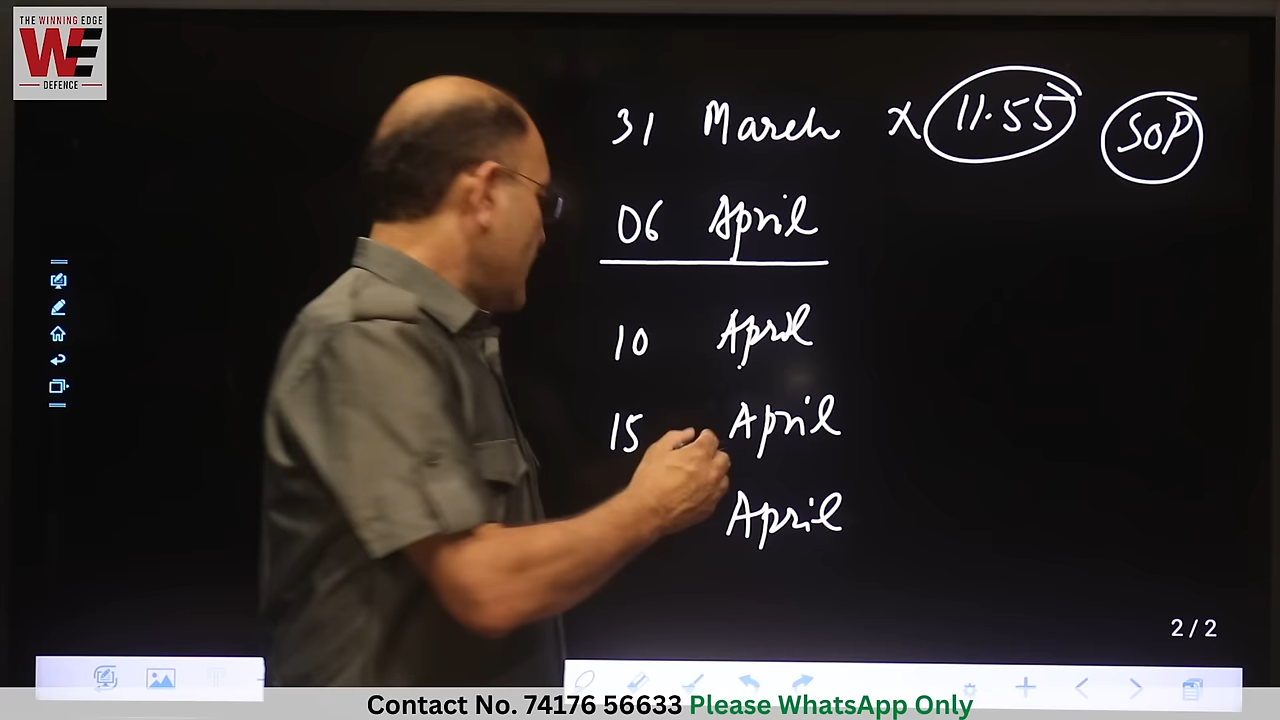 THE WINNING EDGE
WE
DEFENCE
31 March x 11.55 SOP
06 April
10 April
15 April
April
2/2
Contact No. 74176 56633 Please WhatsApp Only